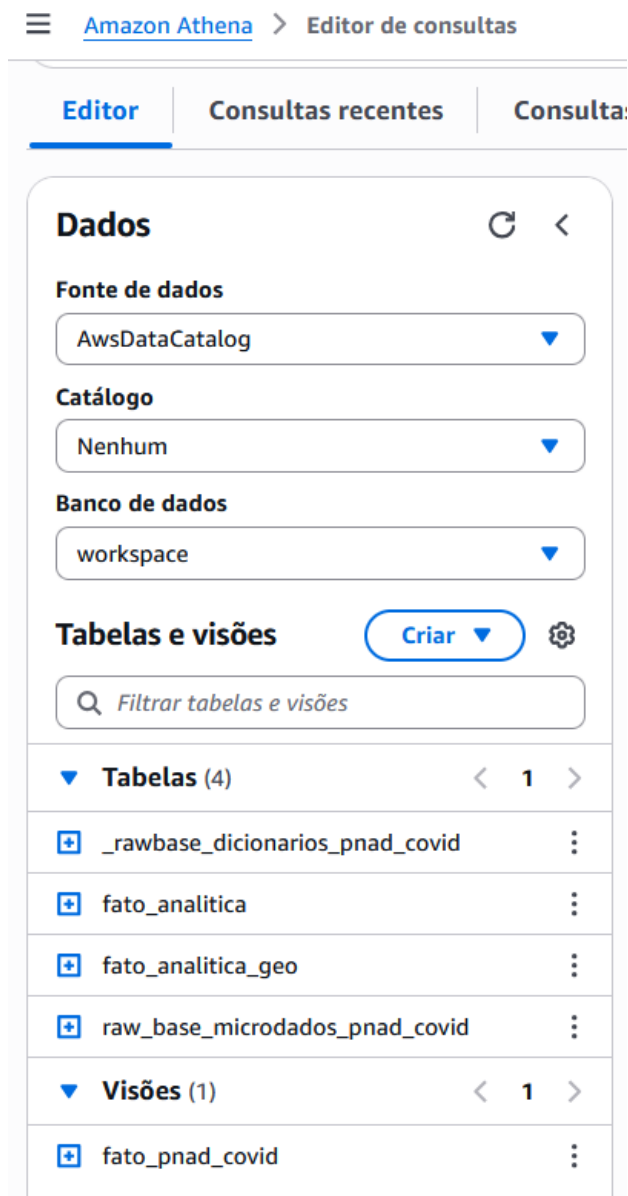 Amazon Athena > Editor de consultas
Editor Consultas recentes Consultas
Dados
Fonte de dados
AwsDataCatalog
Catálogo
Nenhum
Banco de dados
workspace
Tabelas e visões Criar
Filtrar tabelas e visões
Tabelas (4) < 1 >
_rawbase_dicionarios_pnad_covid
fato_analitica
fato_analitica_geo
raw_base_microdados_pnad_covid
Visões (1) < 1 >
fato_pnad_covid